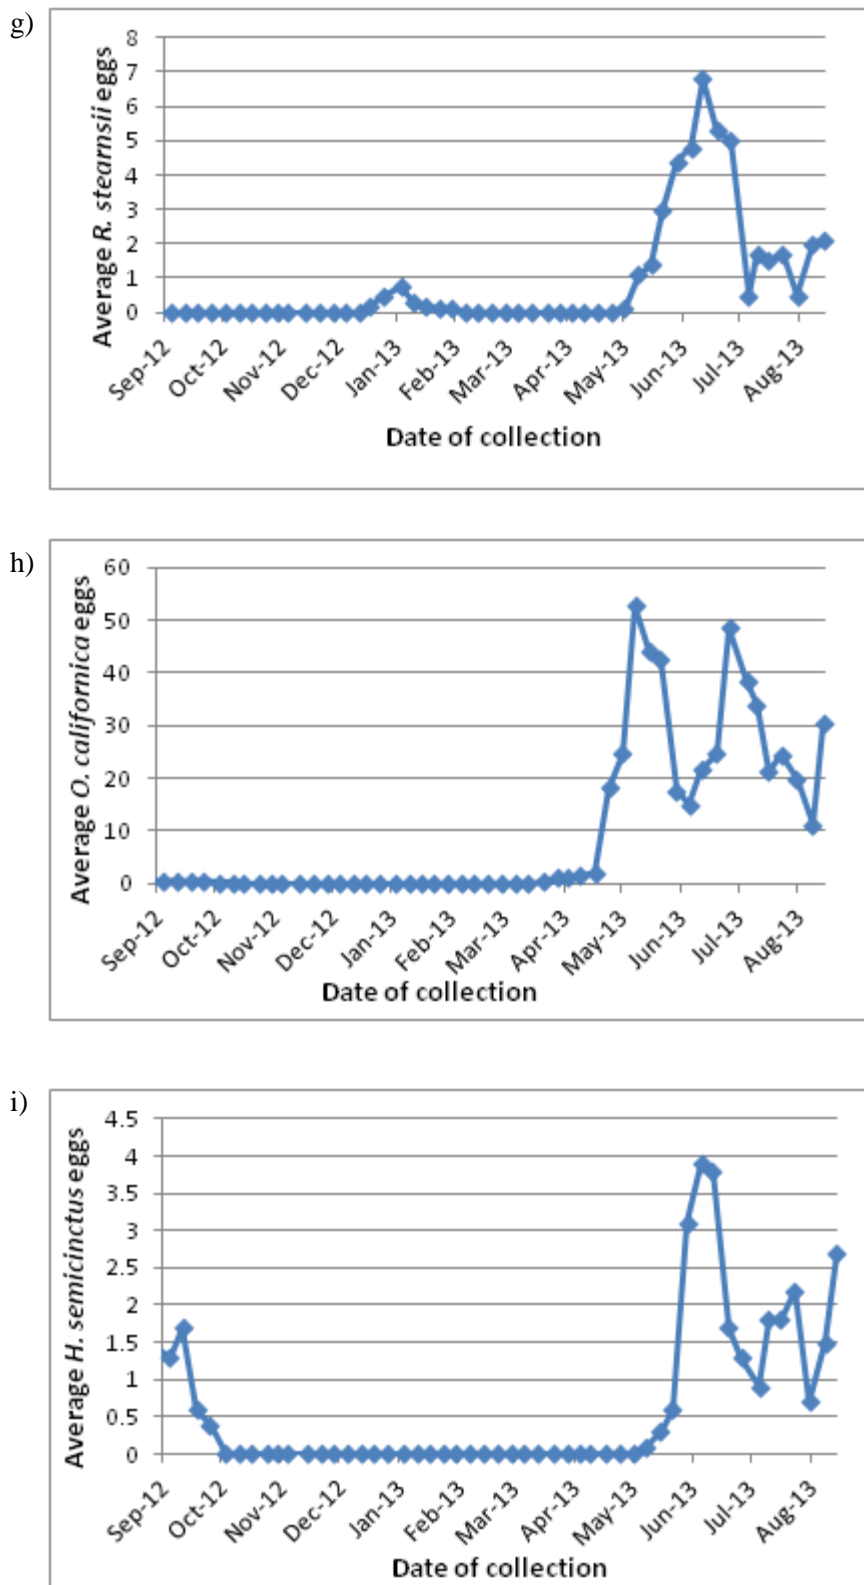 g)
Average R. stearnsii eggs
8
7
6
5
4
3
2
1
0
Sep-12
Oct-12
Nov-12
Dec-12
Jan-13
Feb-13
Mar-13
Apr-13
May-13
Jun-13
Jul-13
Aug-13
Date of collection
h)
Average O. californica eggs
60
50
40
30
20
10
0
Sep-12
Oct-12
Nov-12
Dec-12
Jan-13
Feb-13
Mar-13
Apr-13
May-13
Jun-13
Jul-13
Aug-13
Date of collection
i)
Average H. semicinctus eggs
4.5
4
3.5
3
2.5
2
1.5
1
0.5
0
Sep-12
Oct-12
Nov-12
Dec-12
Jan-13
Feb-13
Mar-13
Apr-13
May-13
Jun-13
Jul-13
Aug-13
Date of collection